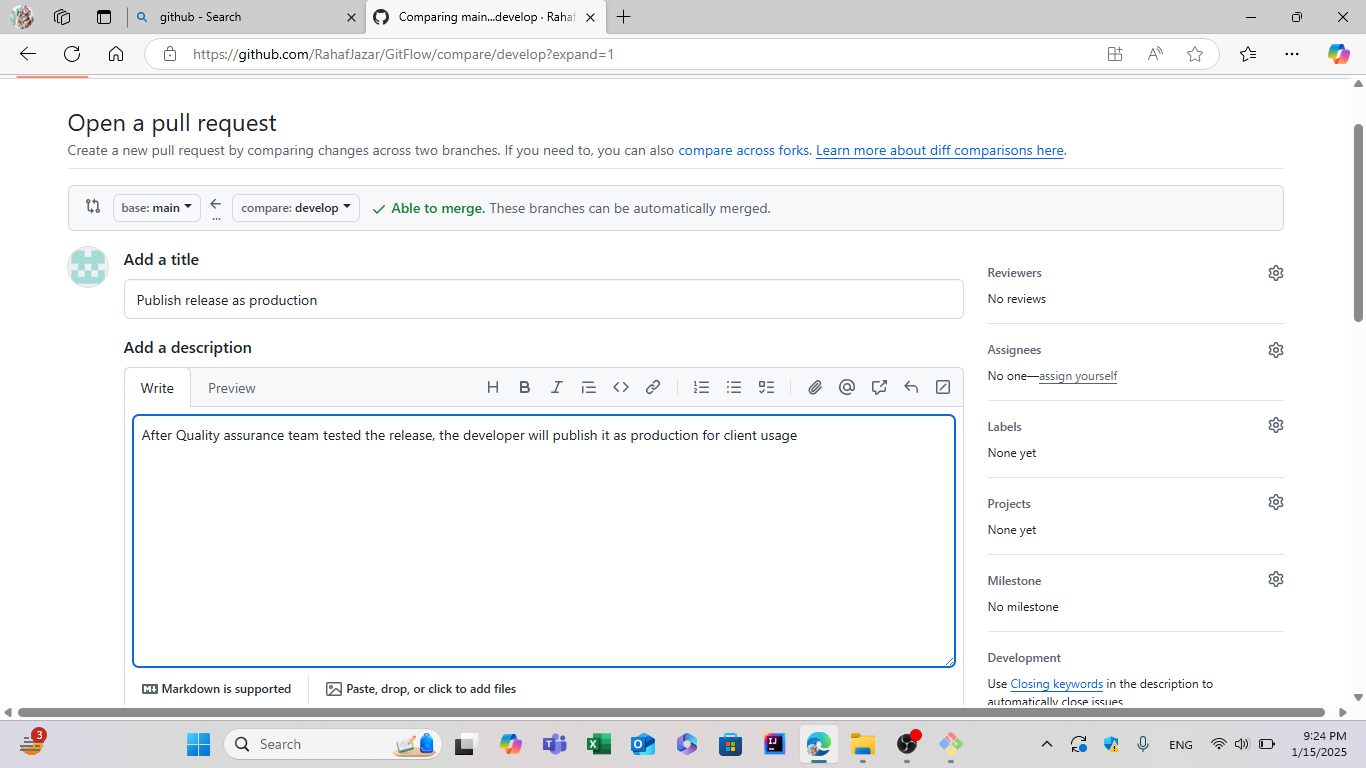 github - Search
Comparing main...develop · Rahaf
https://github.com/RahafJazar/GitFlow/compare/develop?expand=1
Open a pull request
Create a new pull request by comparing changes across two branches. If you need to, you can also compare across forks. Learn more about diff comparisons here.
base: main
...
compare: develop
Able to merge. These branches can be automatically merged.
Add a title
Publish release as production
Add a description
Write
Preview
After Quality assurance team tested the release, the developer will publish it as production for client usage
Markdown is supported
Paste, drop, or click to add files
Reviewers
No reviews
Assignees
No one—assign yourself
Labels
None yet
Projects
None yet
Milestone
No milestone
Development
Use Closing keywords in the description to
automatically close issues
3
Search
ENG
9:24 PM
1/15/2025